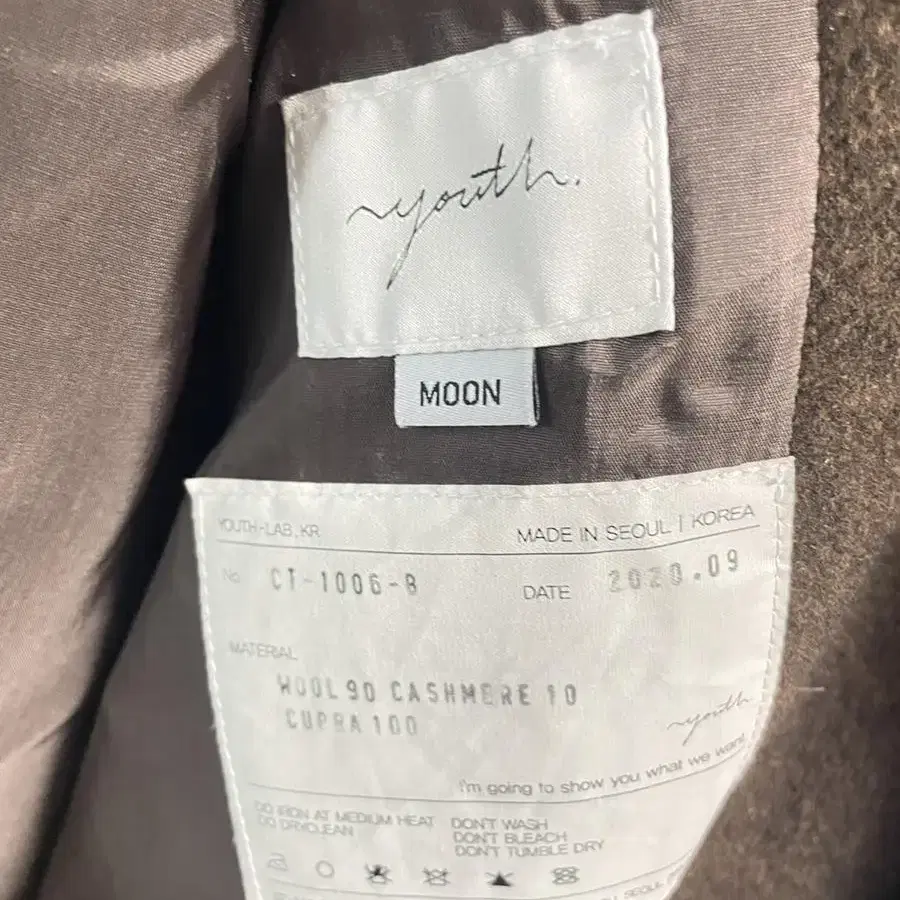 youth.
MOON
YOUTH-LAB.KR
MADE IN SEOUL | KOREA
No. CT-1006-B
DATE 2020.09
MATERIAL
WOOL 90 CASHMERE 10
CUPRA 100
youth.
I'm going to show you what we want
DO IRON AT MEDIUM HEAT
DO DRYCLEAN
DON'T WASH
DON'T BLEACH
DON'T TUMBLE DRY
SEOUL